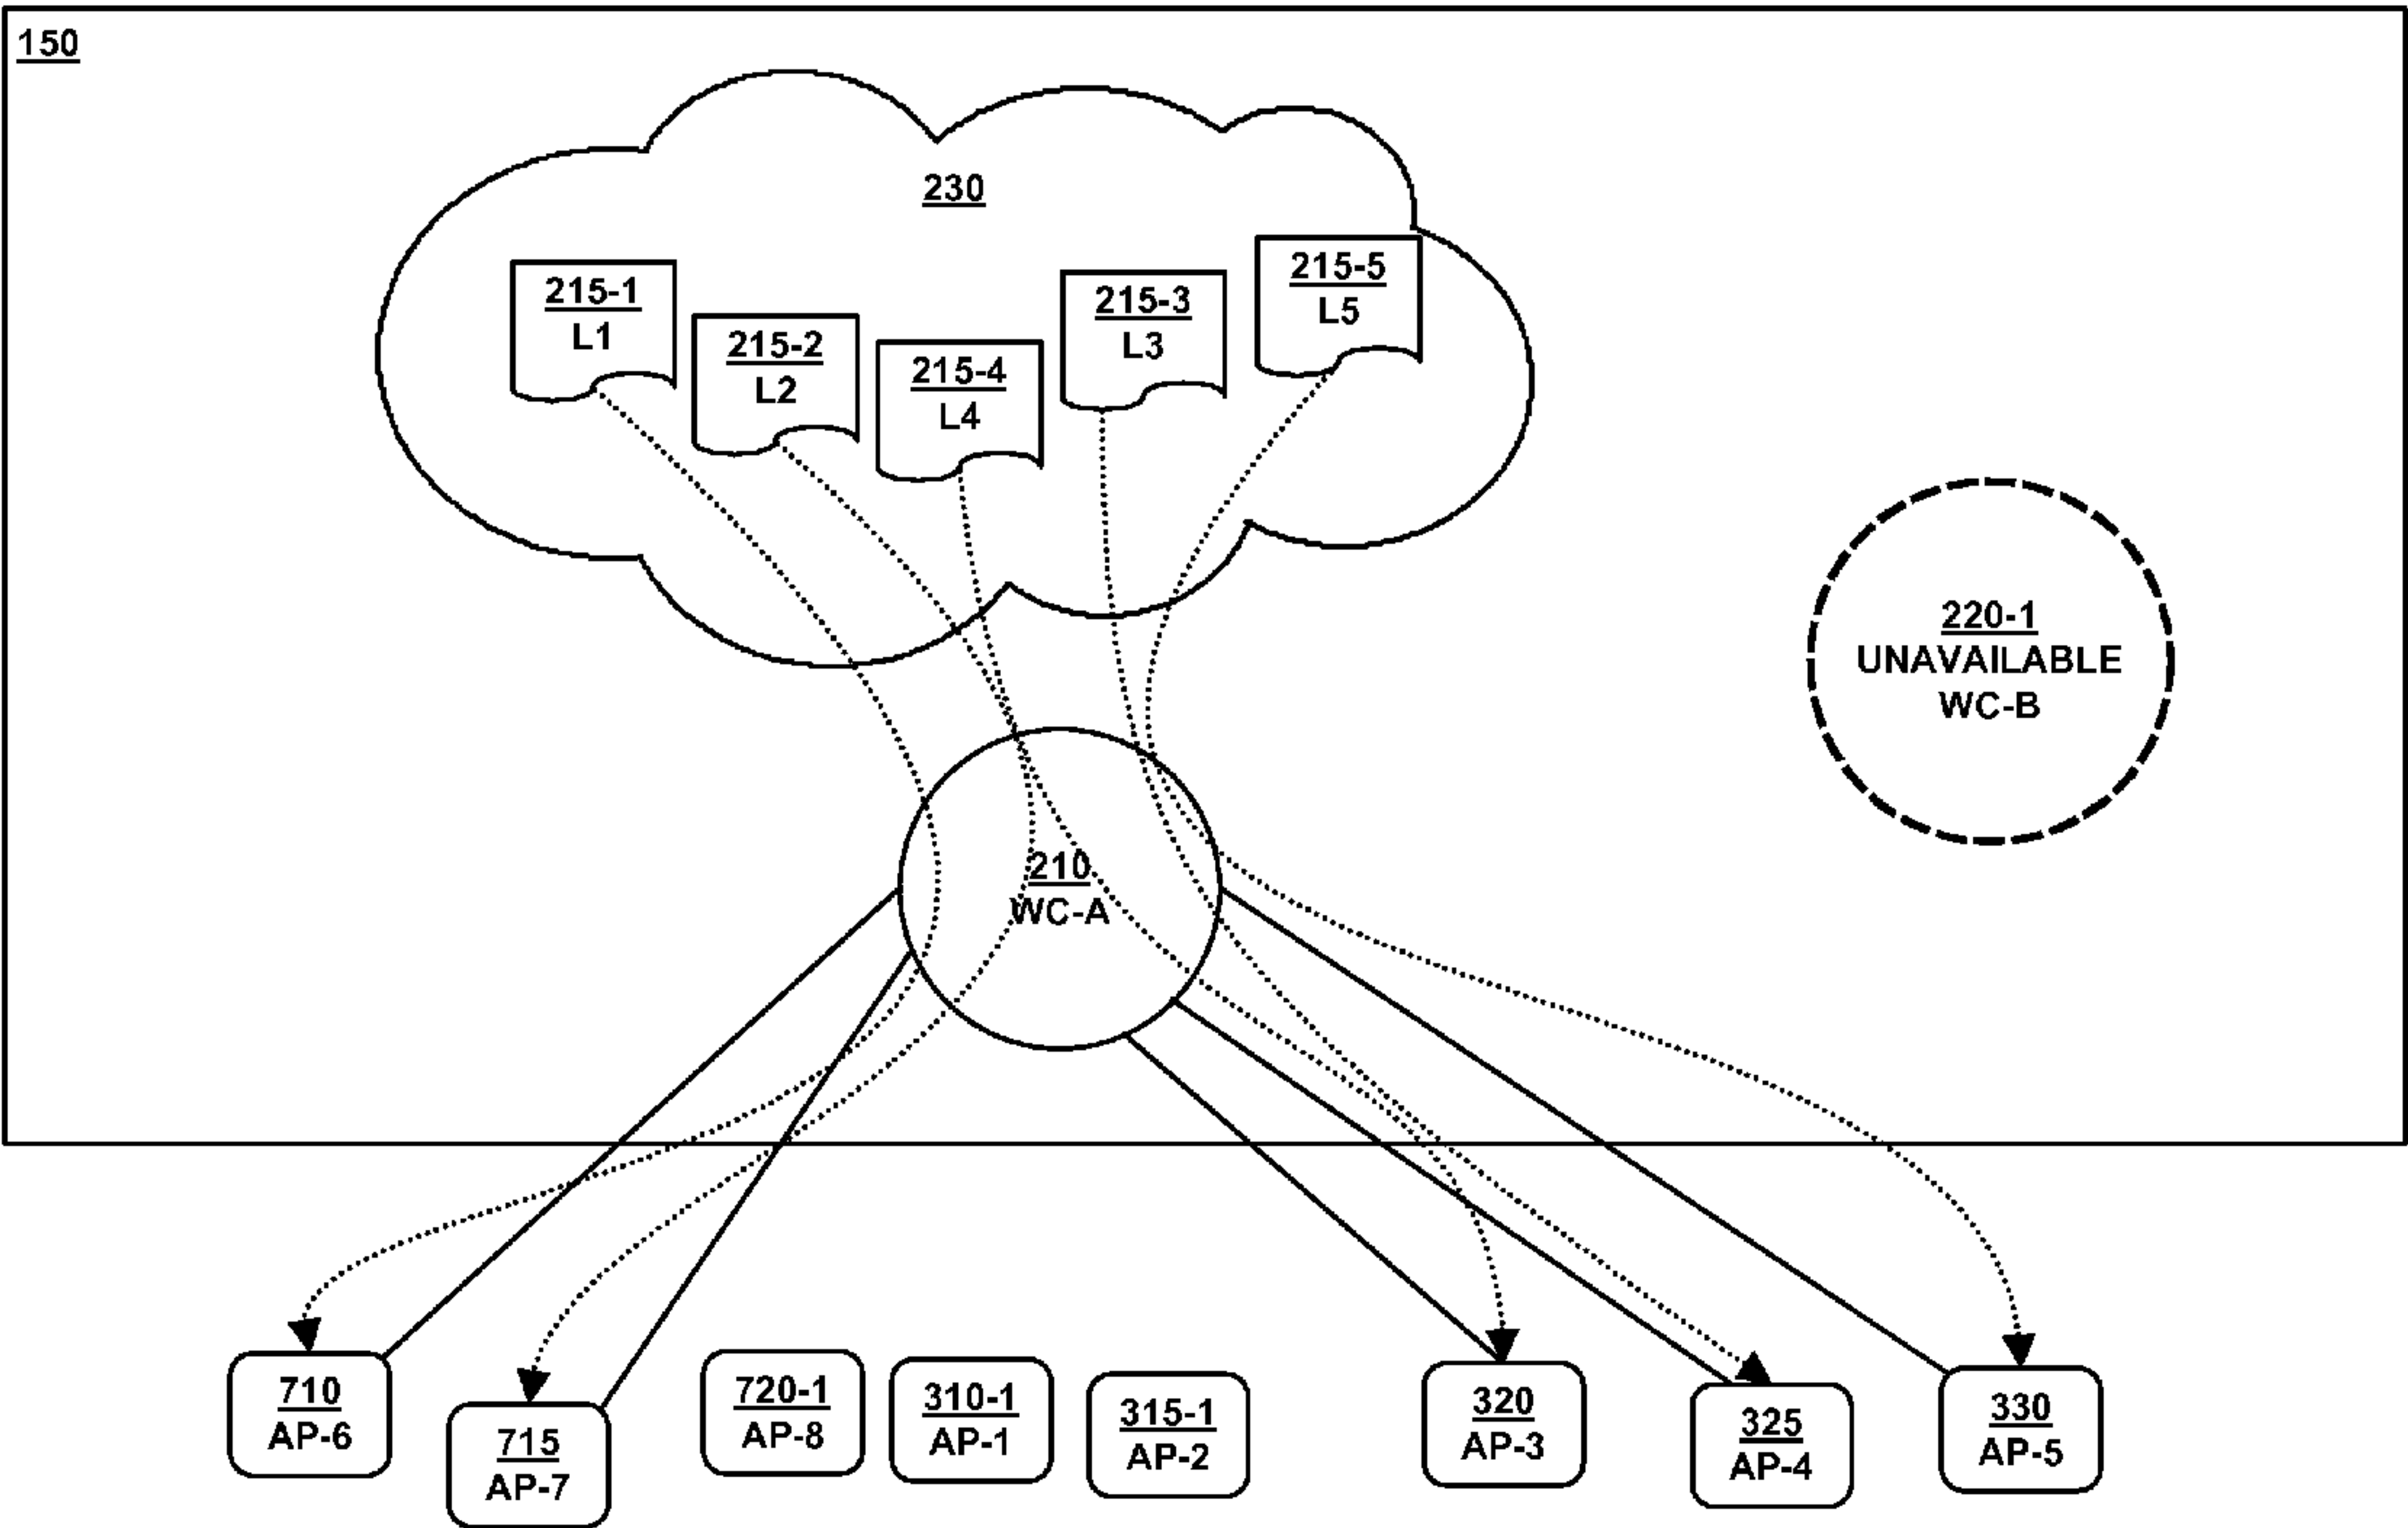 150
230
215-1
L1
215-2
L2
215-4
L4
215-3
L3
215-5
L5
220-1
UNAVAILABLE
WC-B
210
WC-A
710
AP-6
715
AP-7
720-1
AP-8
310-1
AP-1
315-1
AP-2
320
AP-3
325
AP-4
330
AP-5